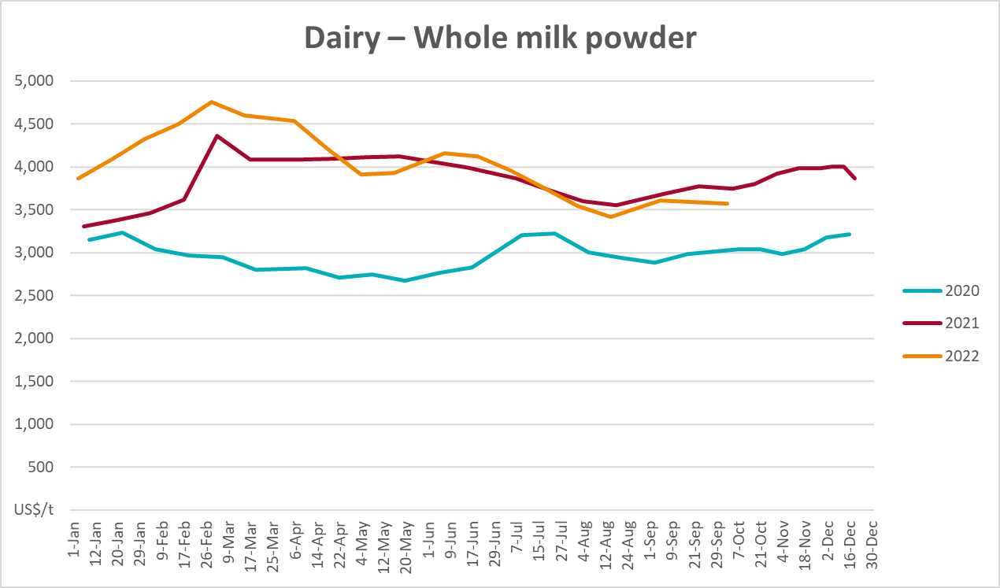 Dairy – Whole milk powder
5,000
4,500
4,000
3,500
3,000
2,500
2,000
1,500
1,000
500
US$/t
1-Jan
12-Jan
20-Jan
29-Jan
9-Feb
17-Feb
26-Feb
9-Mar
17-Mar
25-Mar
6-Apr
14-Apr
22-Apr
4-May
12-May
20-May
1-Jun
9-Jun
17-Jun
29-Jun
7-Jul
15-Jul
27-Jul
4-Aug
12-Aug
24-Aug
1-Sep
9-Sep
21-Sep
29-Sep
7-Oct
21-Oct
4-Nov
18-Nov
2-Dec
16-Dec
30-Dec
2020
2021
2022